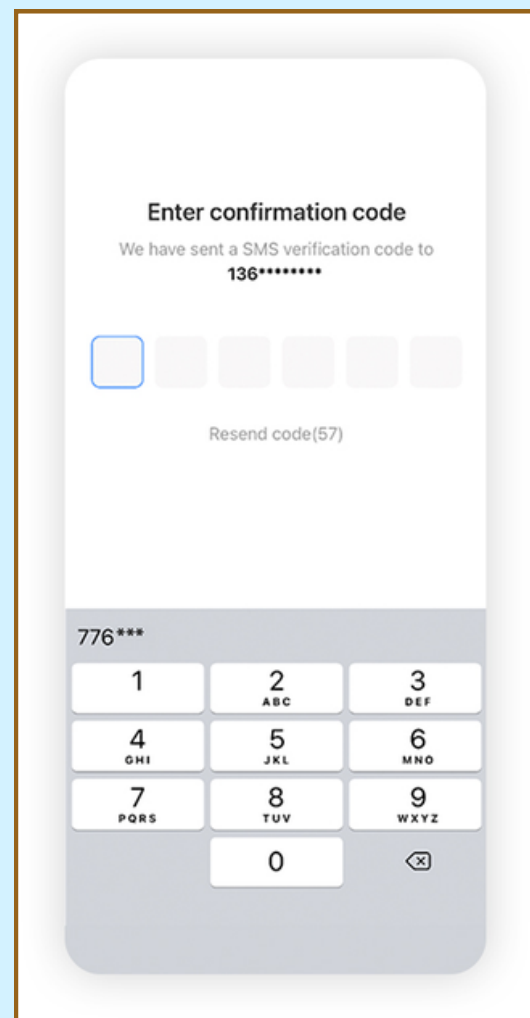 Enter confirmation code
We have sent a SMS verification code to
136********
Resend code(57)
776***
1 2 3
ABC DEF
4 5 6
GHI JKL MNO
7 8 9
PQRS TUV WXYZ
0